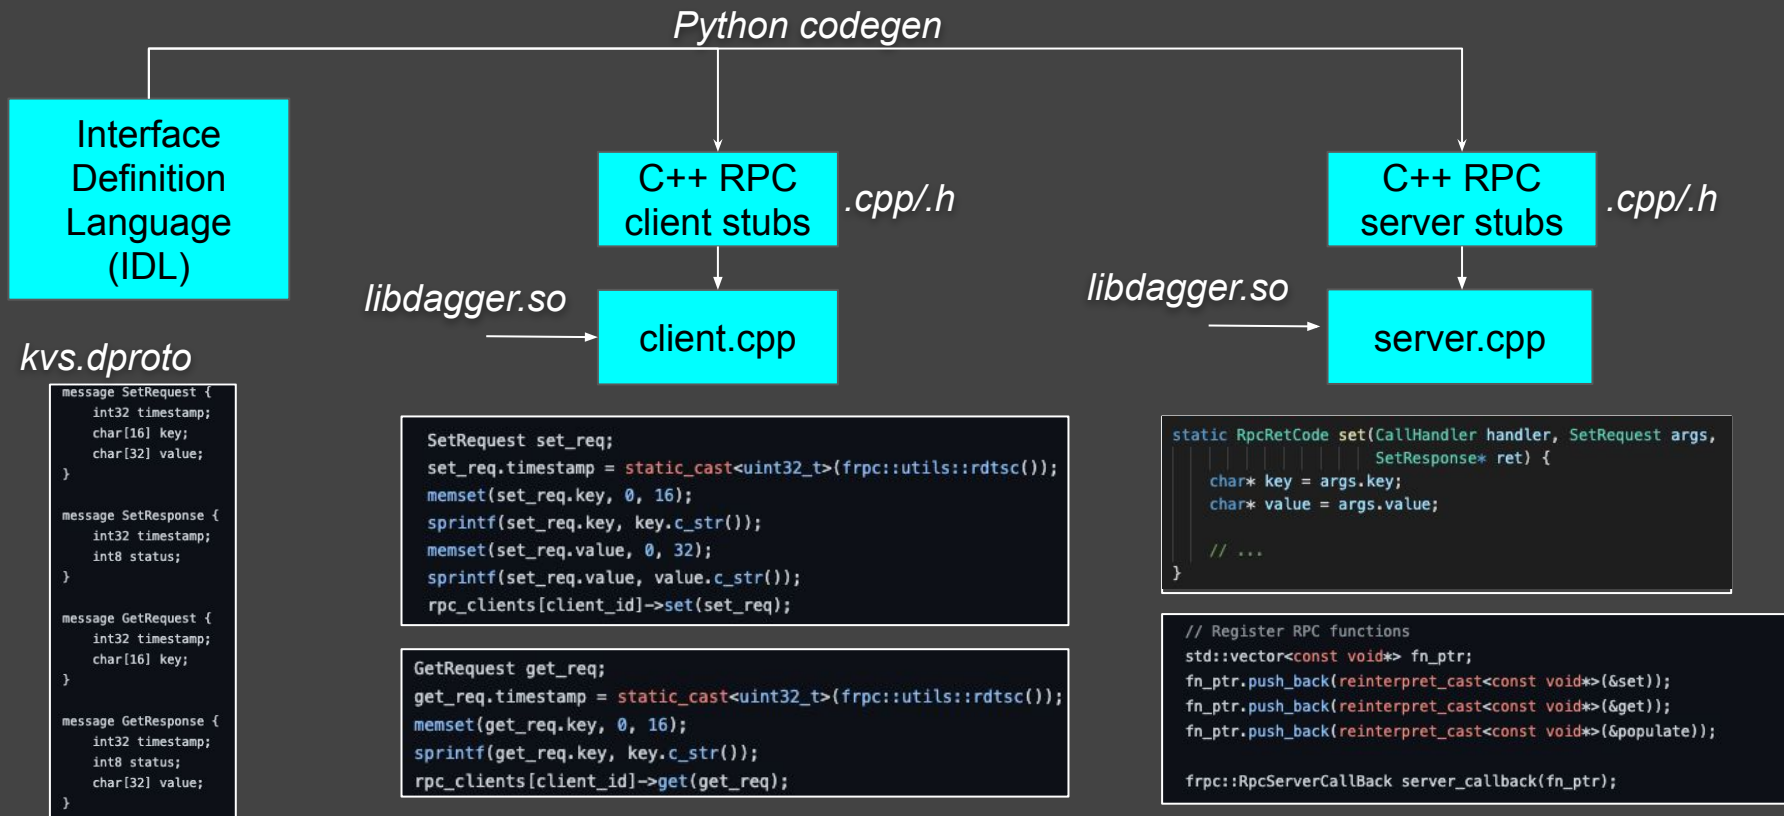 Python codegen
Interface
Definition
Language
(IDL)
C++ RPC
client stubs
.cpp/.h
C++ RPC
server stubs
.cpp/.h
libdagger.so
client.cpp
libdagger.so
server.cpp
kvs.dproto
message SetRequest {
    int32 timestamp;
    char[16] key;
    char[32] value;
}
message SetResponse {
    int32 timestamp;
    int8 status;
}
message GetRequest {
    int32 timestamp;
    char[16] key;
}
message GetResponse {
    int32 timestamp;
    int8 status;
    char[32] value;
}
SetRequest set_req;
set_req.timestamp = static_cast<uint32_t>(frpc::utils::rdtsc());
memset(set_req.key, 0, 16);
sprintf(set_req.key, key.c_str());
memset(set_req.value, 0, 32);
sprintf(set_req.value, value.c_str());
rpc_clients[client_id]->set(set_req);
GetRequest get_req;
get_req.timestamp = static_cast<uint32_t>(frpc::utils::rdtsc());
memset(get_req.key, 0, 16);
sprintf(get_req.key, key.c_str());
rpc_clients[client_id]->get(get_req);
static RpcRetCode set(CallHandler handler, SetRequest args,
                      SetResponse* ret) {
    char* key = args.key;
    char* value = args.value;
    // ...
}
// Register RPC functions
std::vector<const void*> fn_ptr;
fn_ptr.push_back(reinterpret_cast<const void*>(&set));
fn_ptr.push_back(reinterpret_cast<const void*>(&get));
fn_ptr.push_back(reinterpret_cast<const void*>(&populate));
frpc::RpcServerCallBack server_callback(fn_ptr);